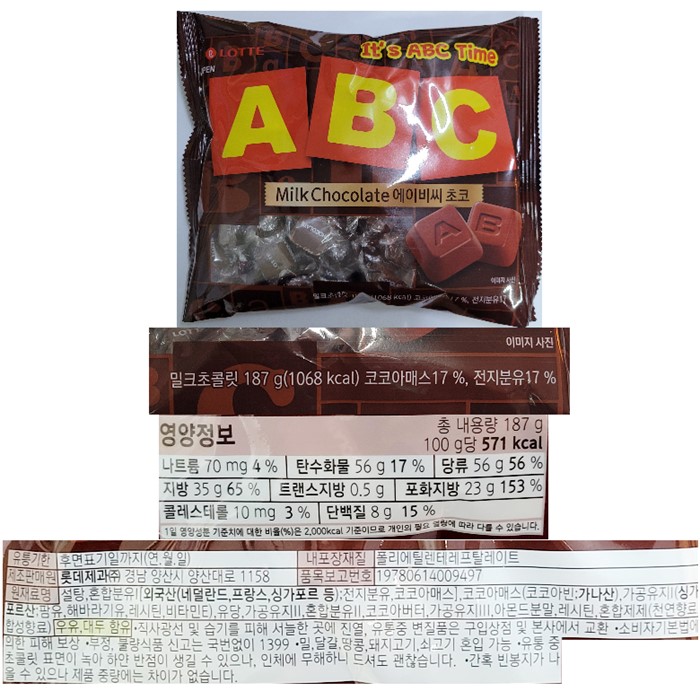 LOTTE
It's ABC Time
A B C
Milk Chocolate 에이비씨 초코
A B
이미지 사진
이미지 사진
밀크초콜릿 187 g(1068 kcal) 코코아매스17 %, 전지분유17 %
영양정보
총 내용량 187 g
100 g당 571 kcal
나트륨 70 mg 4 % 탄수화물 56 g 17 % 당류 56 g 56 %
지방 35 g 65 % 트랜스지방 0.5 g 포화지방 23 g 153 %
콜레스테롤 10 mg 3 % 단백질 8 g 15 %
1일 영양성분 기준치에 대한 비율(%)은 2,000kcal 기준이므로 개인의 필요 열량에 따라 다를 수 있습니다.
유통기한 후면표기일까지(연.월.일) 내포장재질 폴리에틸렌테레프탈레이트
제조판매원 롯데제과㈜ 경남 양산시 양산대로 1158 품목보고번호 19780614009497
원재료명 설탕,혼합분유[외국산(네덜란드,프랑스,싱가포르 등):전지분유,코코아매스],코코아매스(코코아빈:가나산),가공유지II(싱가
포르산:팜유,해바라기유,레시틴,비타민E),유당,가공유지III,혼합분유II,코코아버터,가공유지IIII,아몬드분말,레시틴,혼합제제(천연향료
합성향료) 우유,대두 함유 •직사광선 및 습기를 피해 서늘한 곳에 진열, 유통중 변질품은 구입상점 및 본사에서 교환 •소비자기본법에
의한 피해 보상 •부정, 불량식품 신고는 국번없이 1399 •밀,달걀,땅콩,돼지고기,쇠고기 혼입 가능 •유통 중
초콜릿 표면이 녹아 하얀 반점이 생길 수 있으나, 인체에 무해하니 드셔도 괜찮습니다. •간혹 빈봉지가 나
올 수 있으나 제품 중량에는 차이가 없습니다.